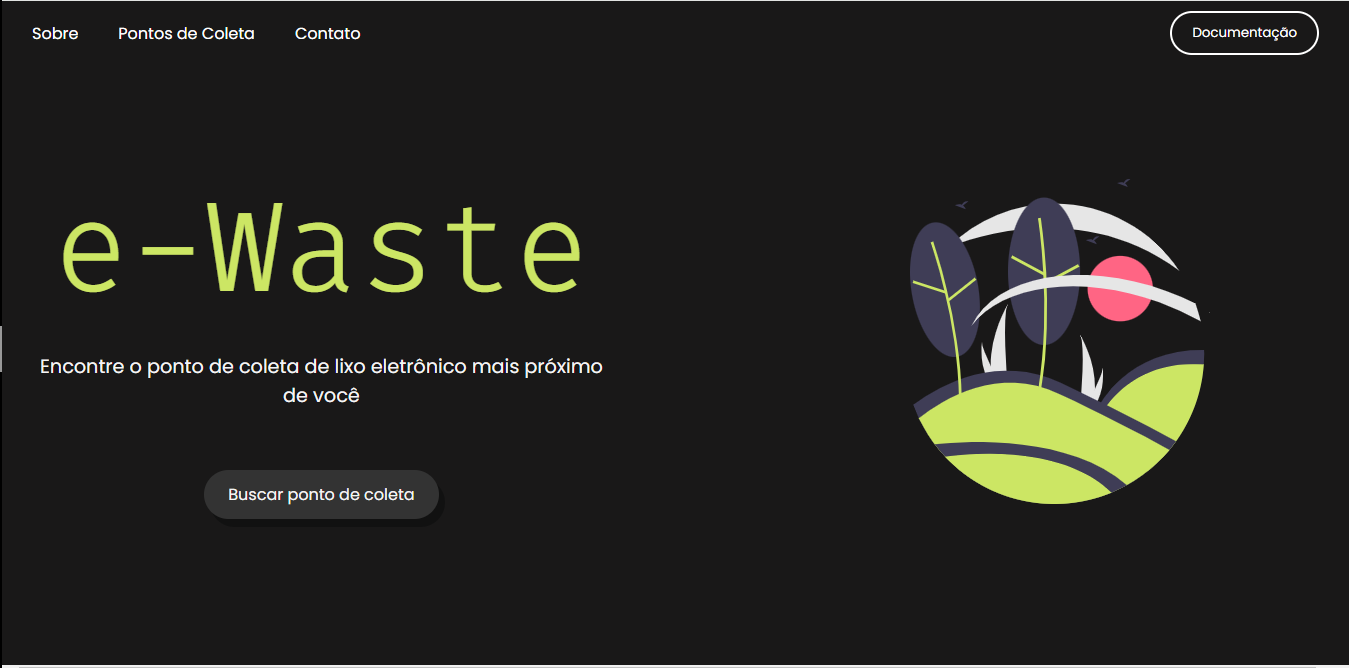 Sobre
Pontos de Coleta
Contato
Documentação
e-Waste
Encontre o ponto de coleta de lixo eletrônico mais próximo
de você
Buscar ponto de coleta